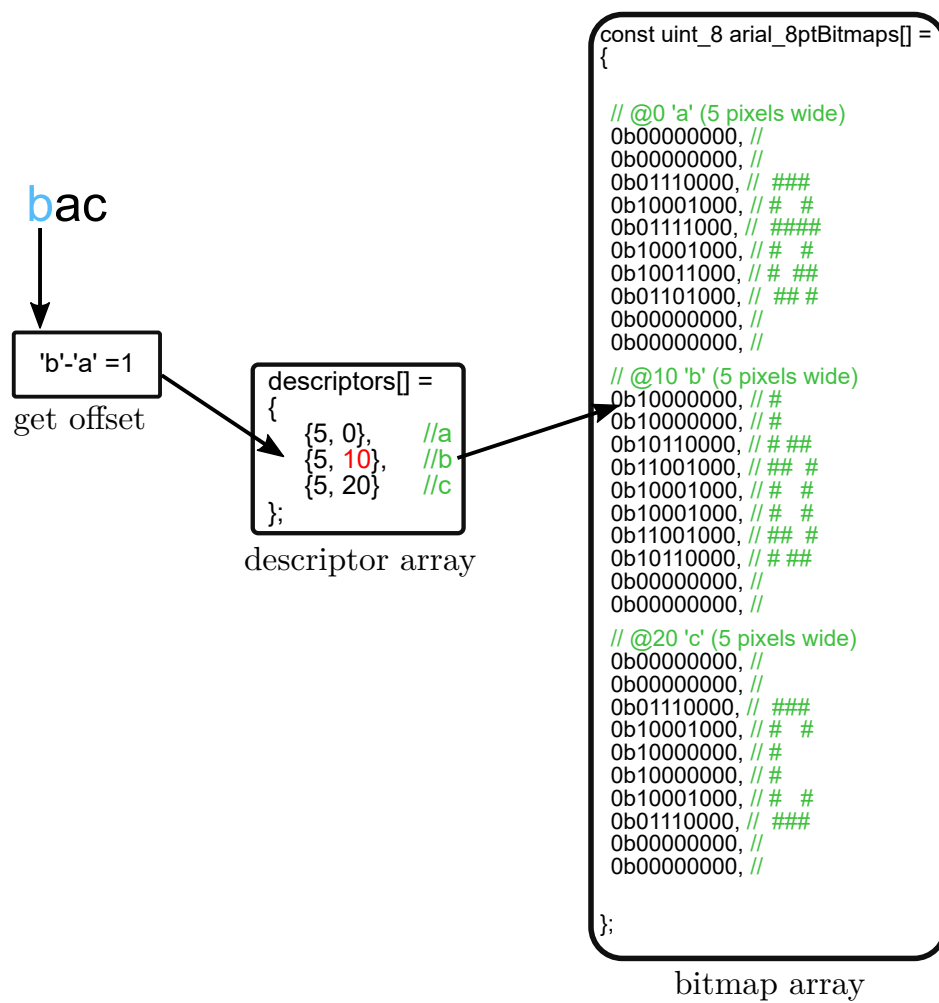 bac
'b'-'a' =1
get offset
descriptors[] =
{
{5, 0}, //a
{5, 10}, //b
{5, 20} //c
};
descriptor array
const uint_8 arial_8ptBitmaps[] =
{
// @0 'a' (5 pixels wide)
0b00000000, //
0b00000000, //
0b01110000, //  ###
0b10001000, // #   #
0b01111000, //  ####
0b10001000, // #   #
0b10011000, // #  ##
0b01101000, //  ## #
0b00000000, //
0b00000000, //
// @10 'b' (5 pixels wide)
0b10000000, // #
0b10000000, // #
0b10110000, // # ##
0b11001000, // ##  #
0b10001000, // #   #
0b10001000, // #   #
0b11001000, // ##  #
0b10110000, // # ##
0b00000000, //
0b00000000, //
// @20 'c' (5 pixels wide)
0b00000000, //
0b00000000, //
0b01110000, //  ###
0b10001000, // #   #
0b10000000, // #
0b10000000, // #
0b10001000, // #   #
0b01110000, //  ###
0b00000000, //
0b00000000, //
};
bitmap array